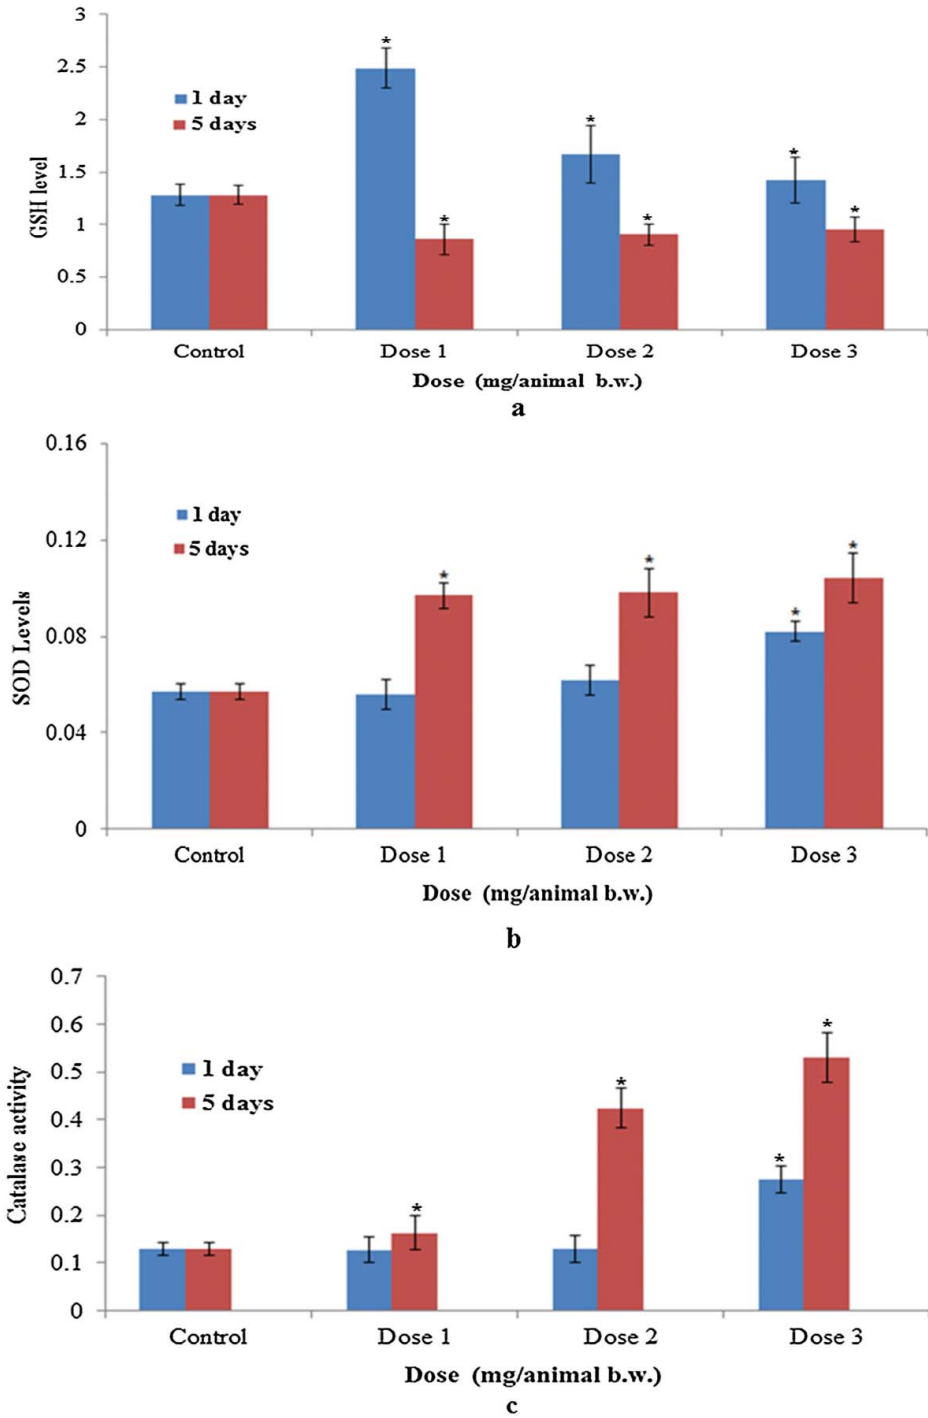 3
2.5
2
1.5
1
0.5
0
GSH level
1 day
5 days
* * * * * *
Control Dose 1 Dose 2 Dose 3
Dose (mg/animal b.w.)
a
0.16
0.12
0.08
0.04
0
SOD Levels
1 day
5 days
* * * *
Control Dose 1 Dose 2 Dose 3
Dose (mg/animal b.w.)
b
0.7
0.6
0.5
0.4
0.3
0.2
0.1
0
Catalase activity
1 day
5 days
* * * *
Control Dose 1 Dose 2 Dose 3
Dose (mg/animal b.w.)
c